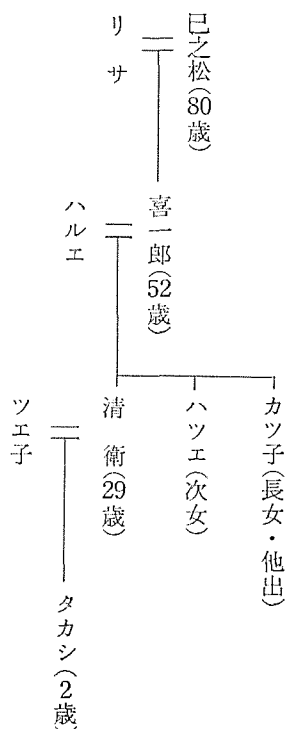 巳之松(80歳)
リサ
喜一郎(52歳)
ハルエ
カツ子(長女・他出)
ハツエ(次女)
清衛(29歳)
ツエ子
タカシ(2歳)